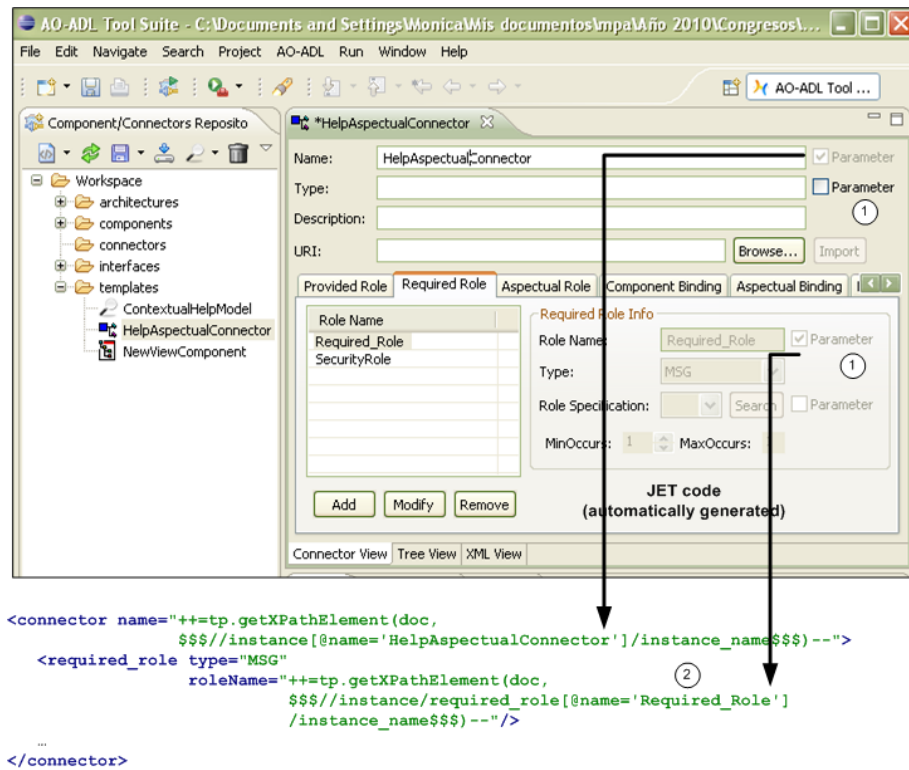 AO-ADL Tool Suite - C:\Documents and Settings\Monica\Mis documentos\mpa\Año 2010\Congresos\...
File Edit Navigate Search Project AO-ADL Run Window Help
AO-ADL Tool ...
Component/Connectors Reposito
*HelpAspectualConnector
Name: HelpAspectualConnector Parameter
Type: Parameter
1
Description:
URI: Browse... Import
Workspace
architectures
components
connectors
interfaces
templates
ContextualHelpModel
HelpAspectualConnector
NewViewComponent
Provided Role Required Role Aspectual Role Component Binding Aspectual Binding
Role Name
Required_Role
SecurityRole
Required Role Info
Role Name: Required_Role Parameter
1
Type: MSG
Role Specification: Search Parameter
MinOccurs: 1 MaxOccurs:
Add Modify Remove
JET code
(automatically generated)
Connector View Tree View XML View
<connector name="++=tp.getXPathElement(doc,
$$$//instance[@name='HelpAspectualConnector']/instance_name$$$)--">
<required_role type="MSG"
roleName="++=tp.getXPathElement(doc,
2
$$$//instance/required_role[@name='Required_Role']
/instance_name$$$)--"/>
…
</connector>